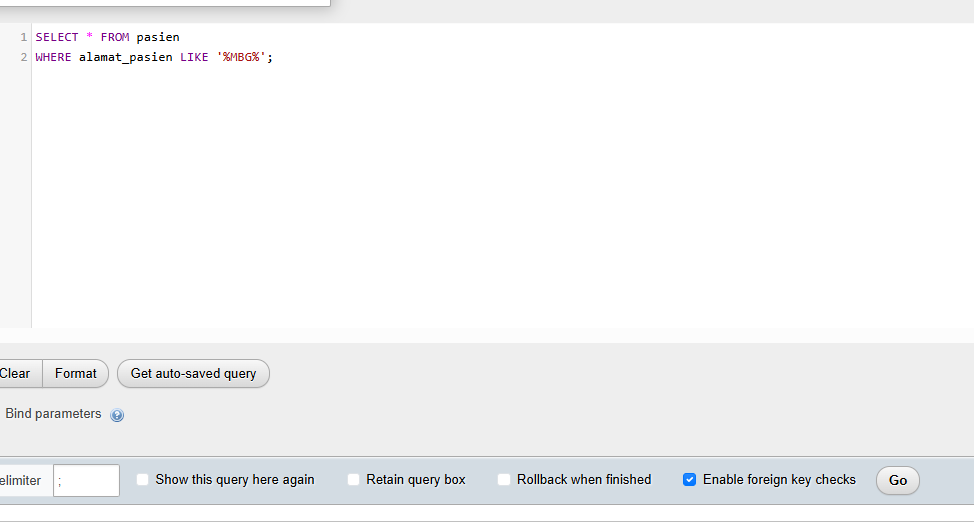 1 SELECT * FROM pasien
2 WHERE alamat_pasien LIKE '%MBG%';
Clear Format Get auto-saved query
Bind parameters
elimiter ; Show this query here again Retain query box Rollback when finished Enable foreign key checks Go